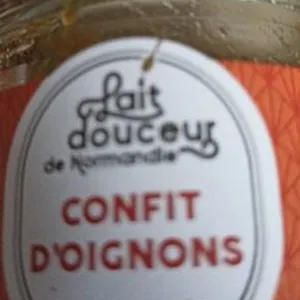 Lait
douceur
de Normandie
CONFIT
D'OIGNONS